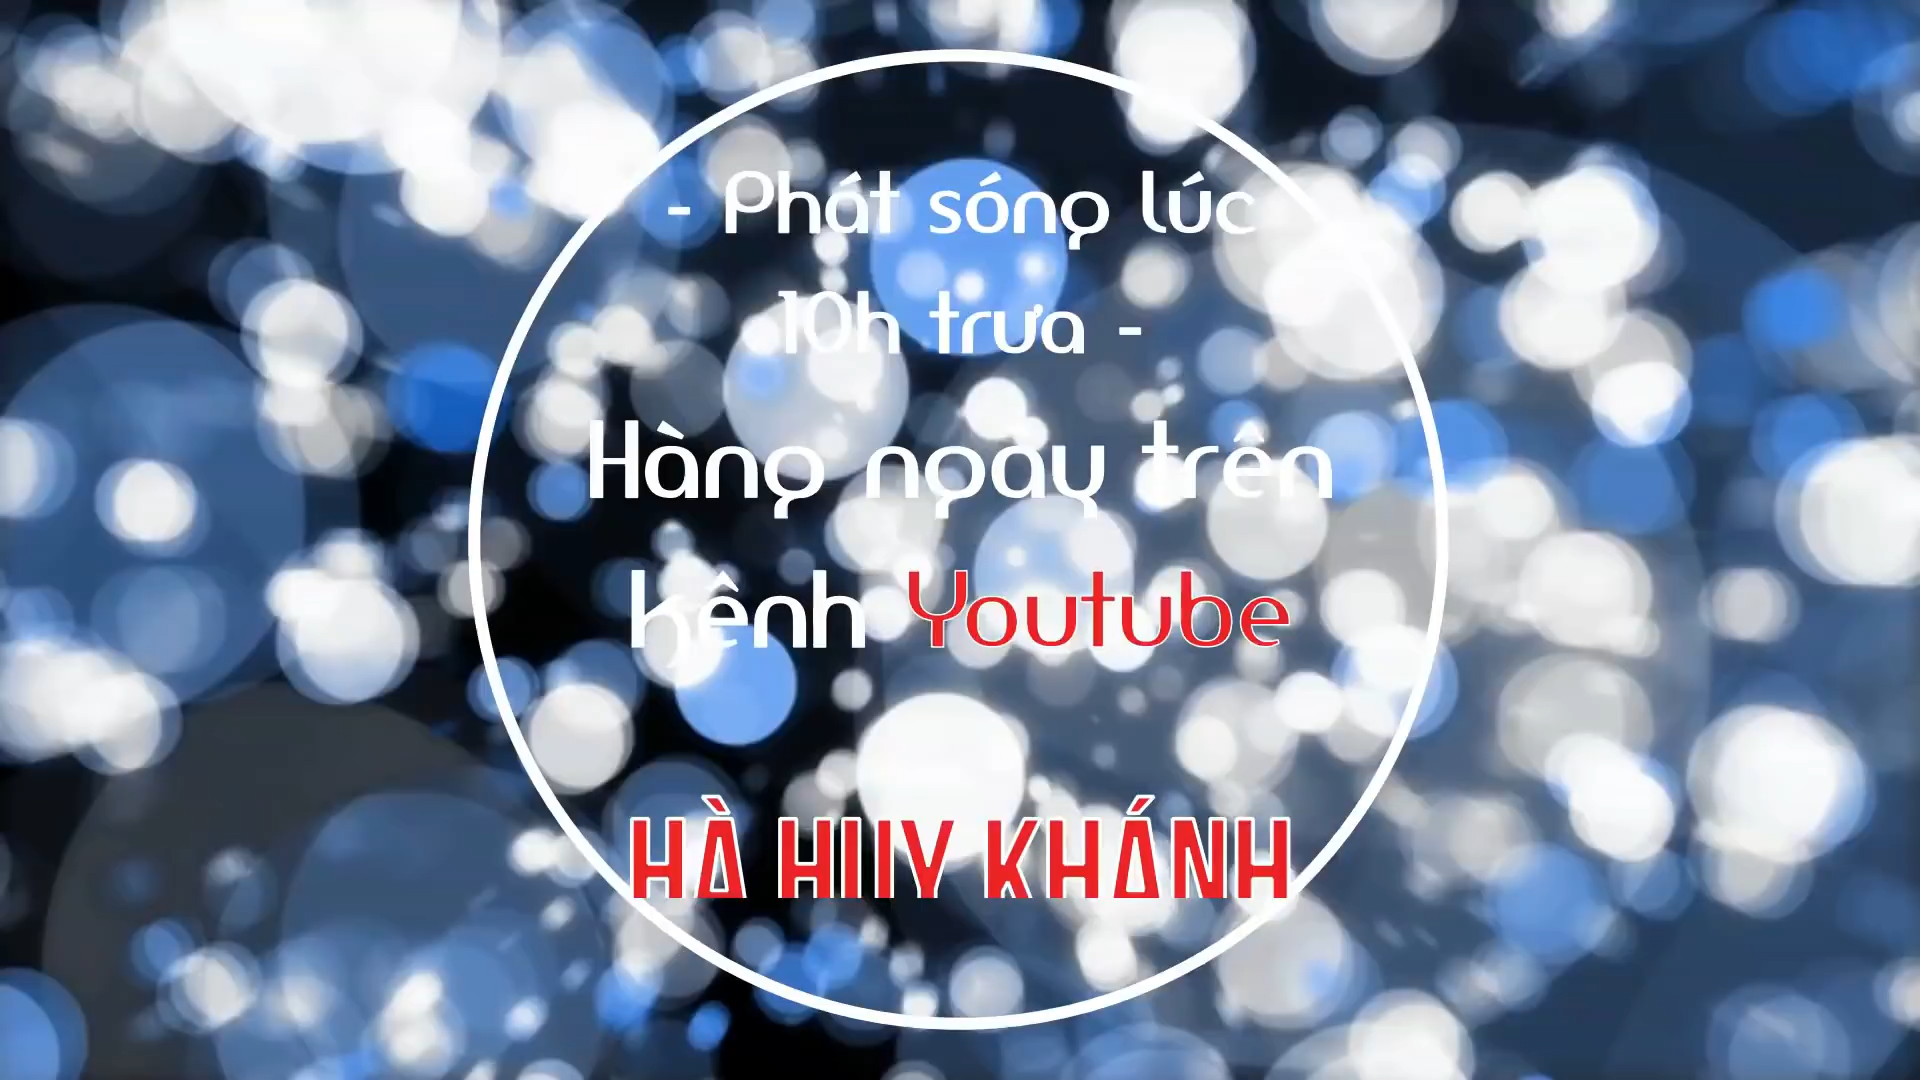 - Phát sóng lúc
10h trưa -
Hàng ngày trên
kênh Youtube
HÀ HUY KHÁNH